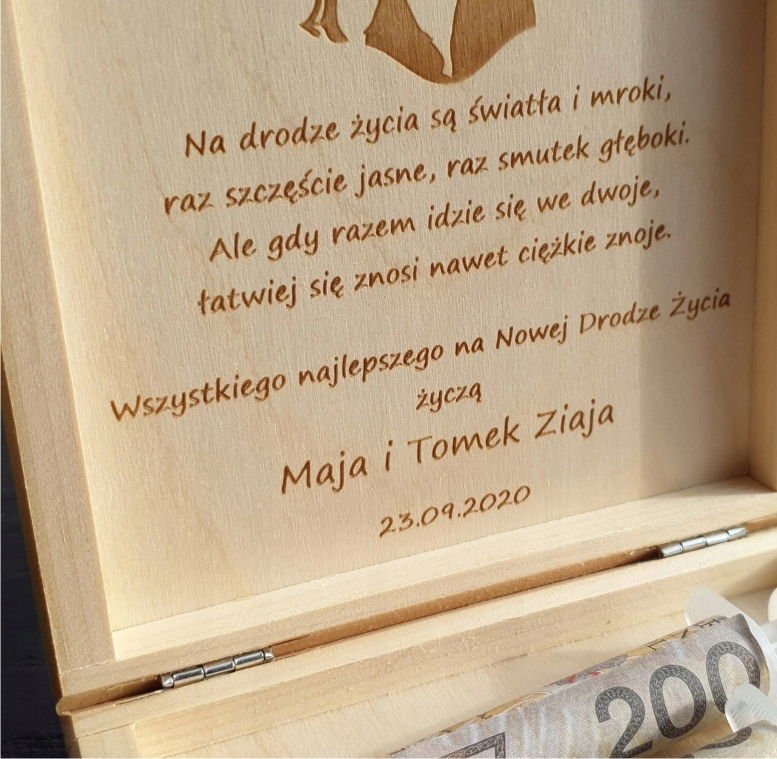 Na drodze życia są światła i mroki,
raz szczęście jasne, raz smutek głęboki.
Ale gdy razem idzie się we dwoje,
łatwiej się znosi nawet ciężkie znoje.
Wszystkiego najlepszego na Nowej Drodze Życia
życzą
Maja i Tomek Ziaja
23.09.2020
200